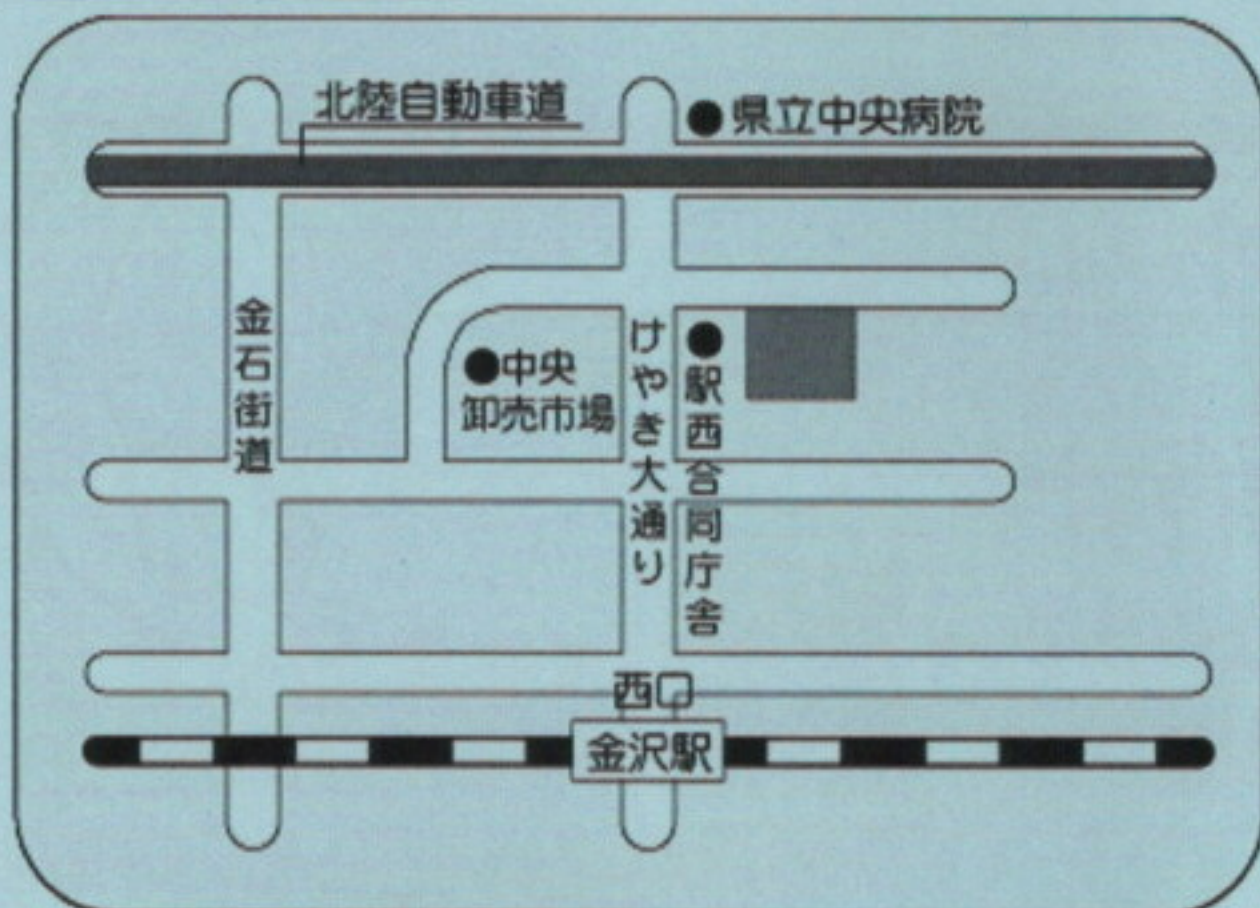 北陸自動車道
県立中央病院
金石街道
中央
卸売市場
けやき大通り
駅西合同庁舎
西口
金沢駅